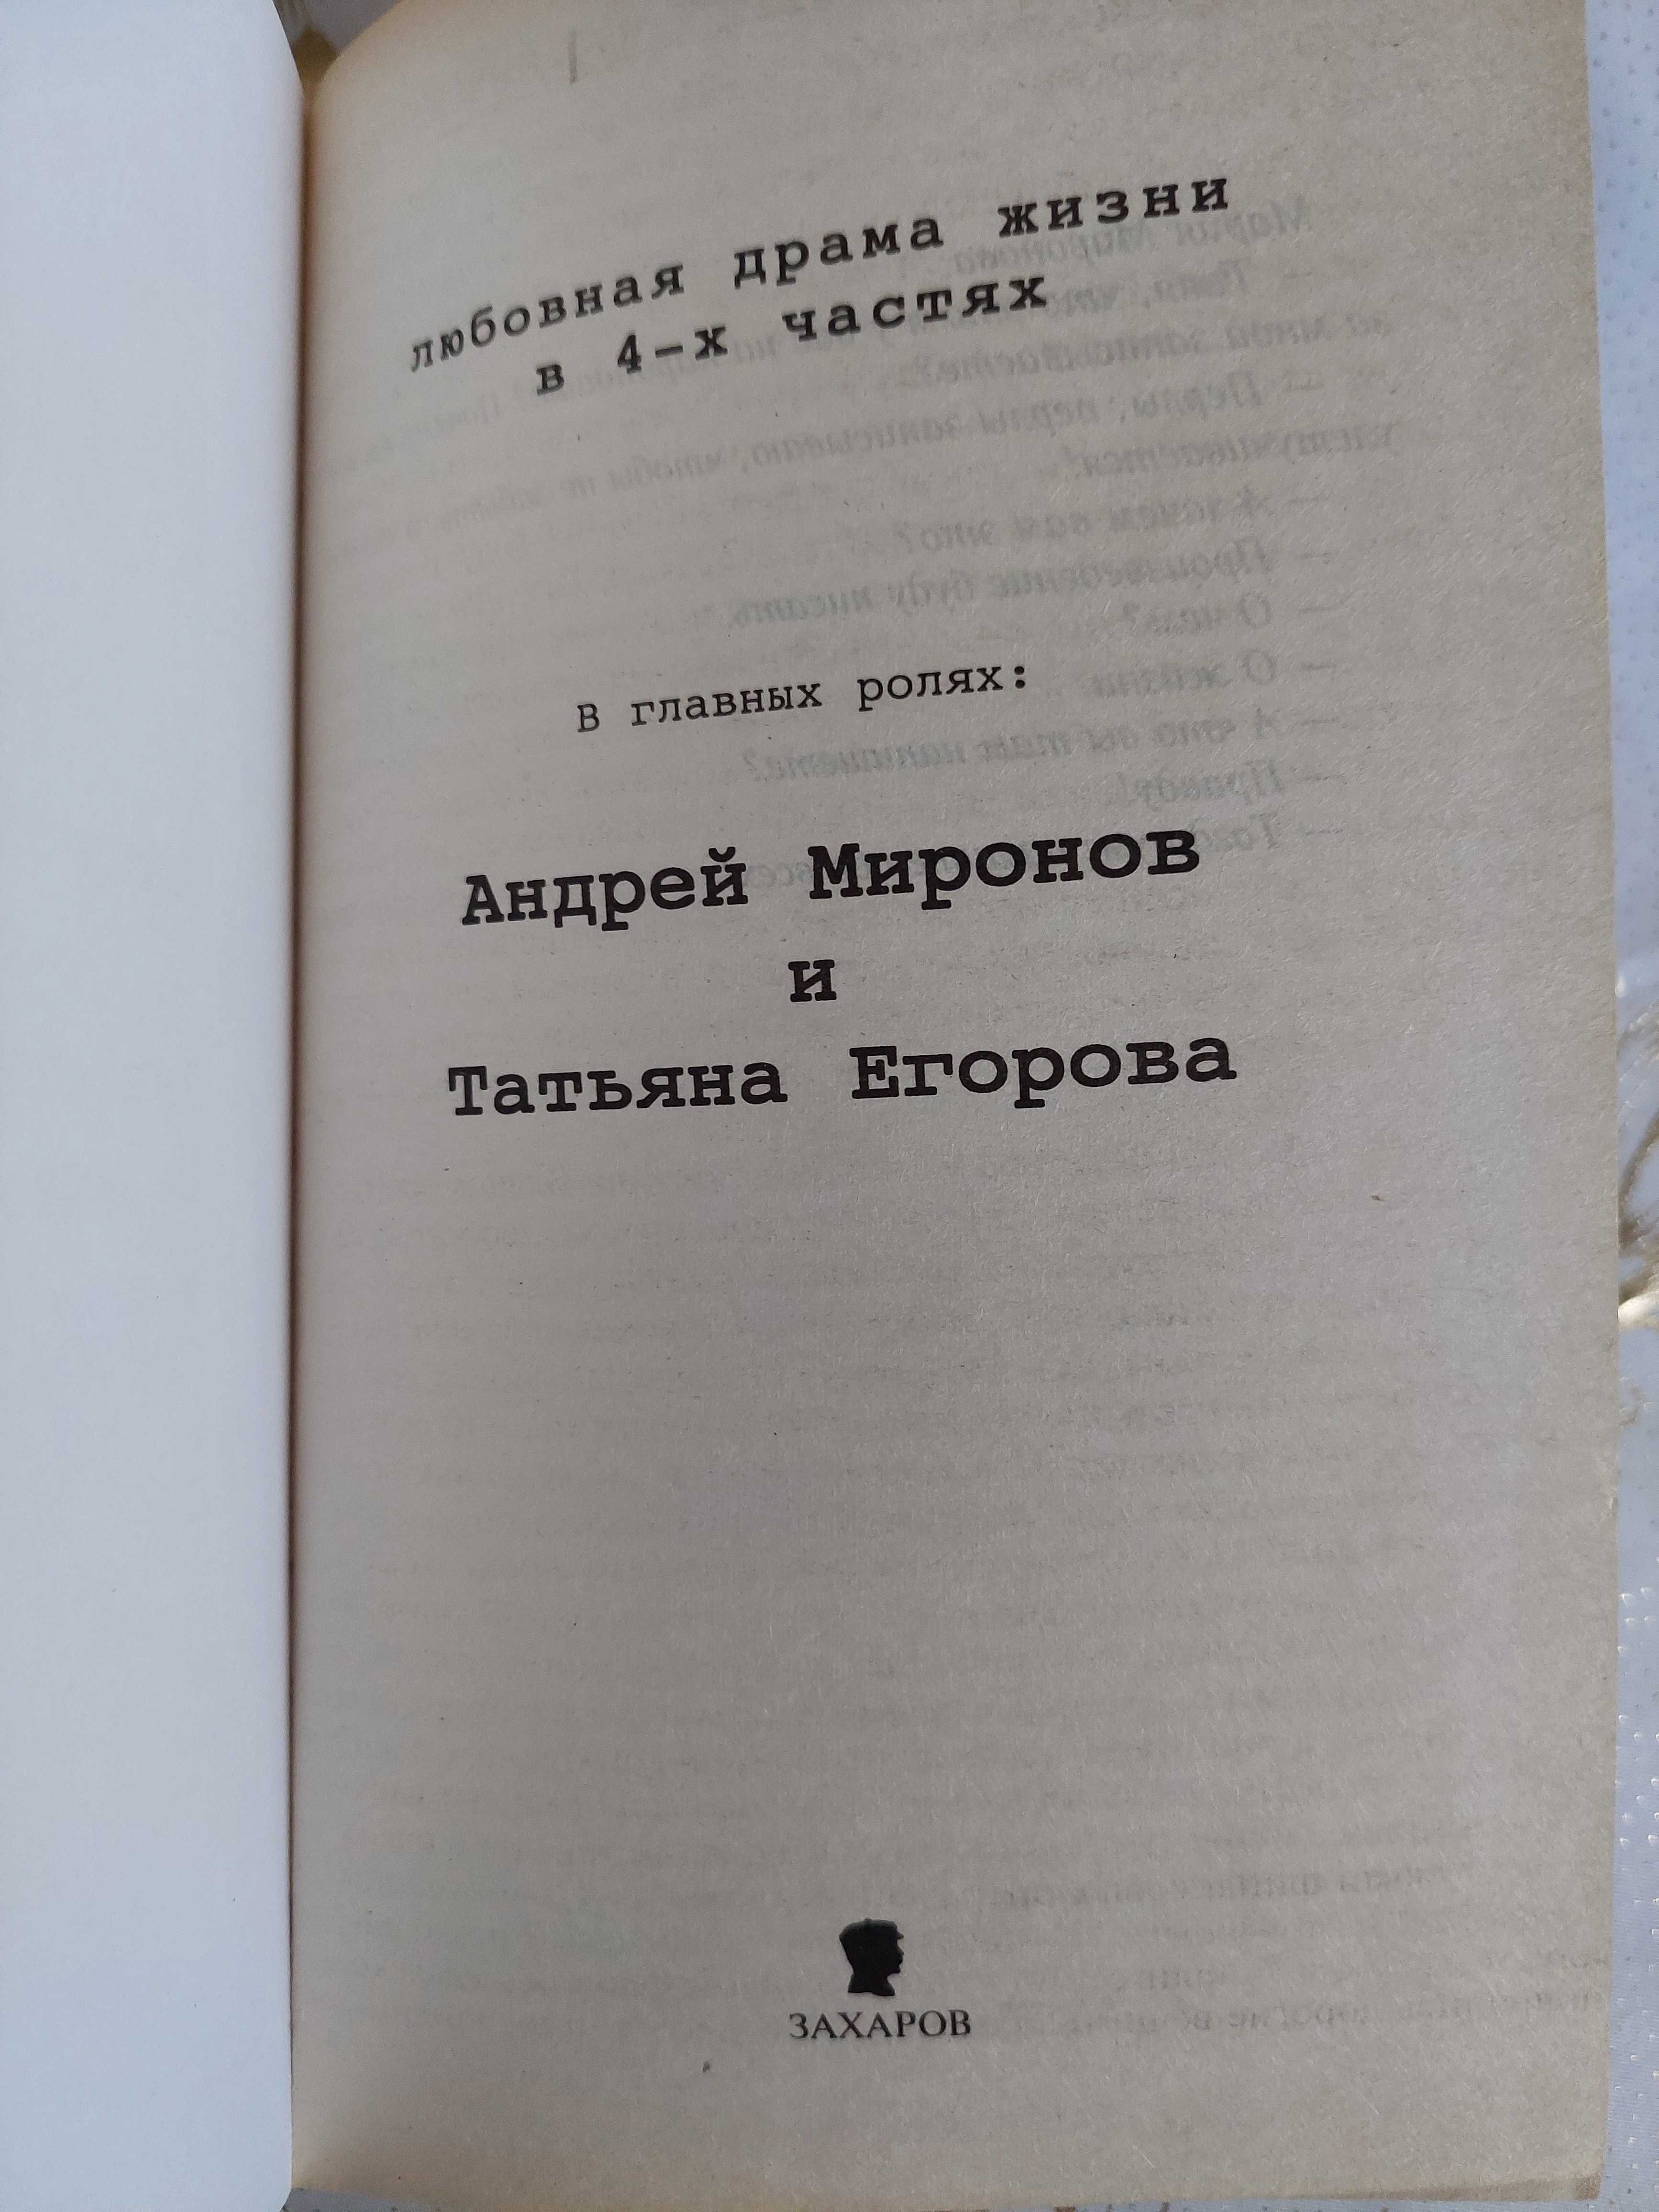 любовная драма жизни
в 4-х частях
В главных ролях:
Андрей Миронов
и
Татьяна Егорова
ЗАХАРОВ